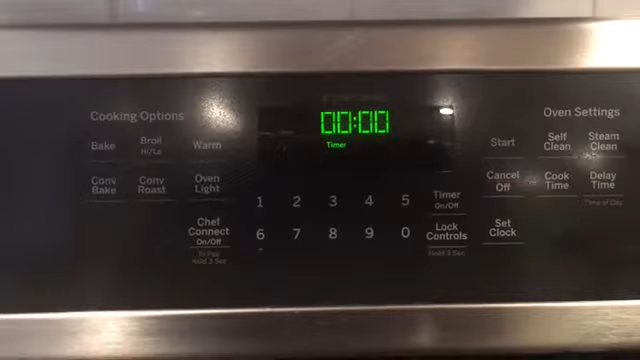 Cooking Options
Bake
Broil
Hi/Lo
Warm
Conv
Bake
Conv
Roast
Oven
Light
Chef
Connect
On/Off
To Pair
Hold 3 Sec
00:00
Timer
1 2 3 4 5
6 7 8 9 0
Timer
On/Off
Lock
Controls
Hold 3 Sec
Oven Settings
Start
Self
Clean
Steam
Clean
Cancel
Off
Cook
Time
Delay
Time
Time of Day
Set
Clock